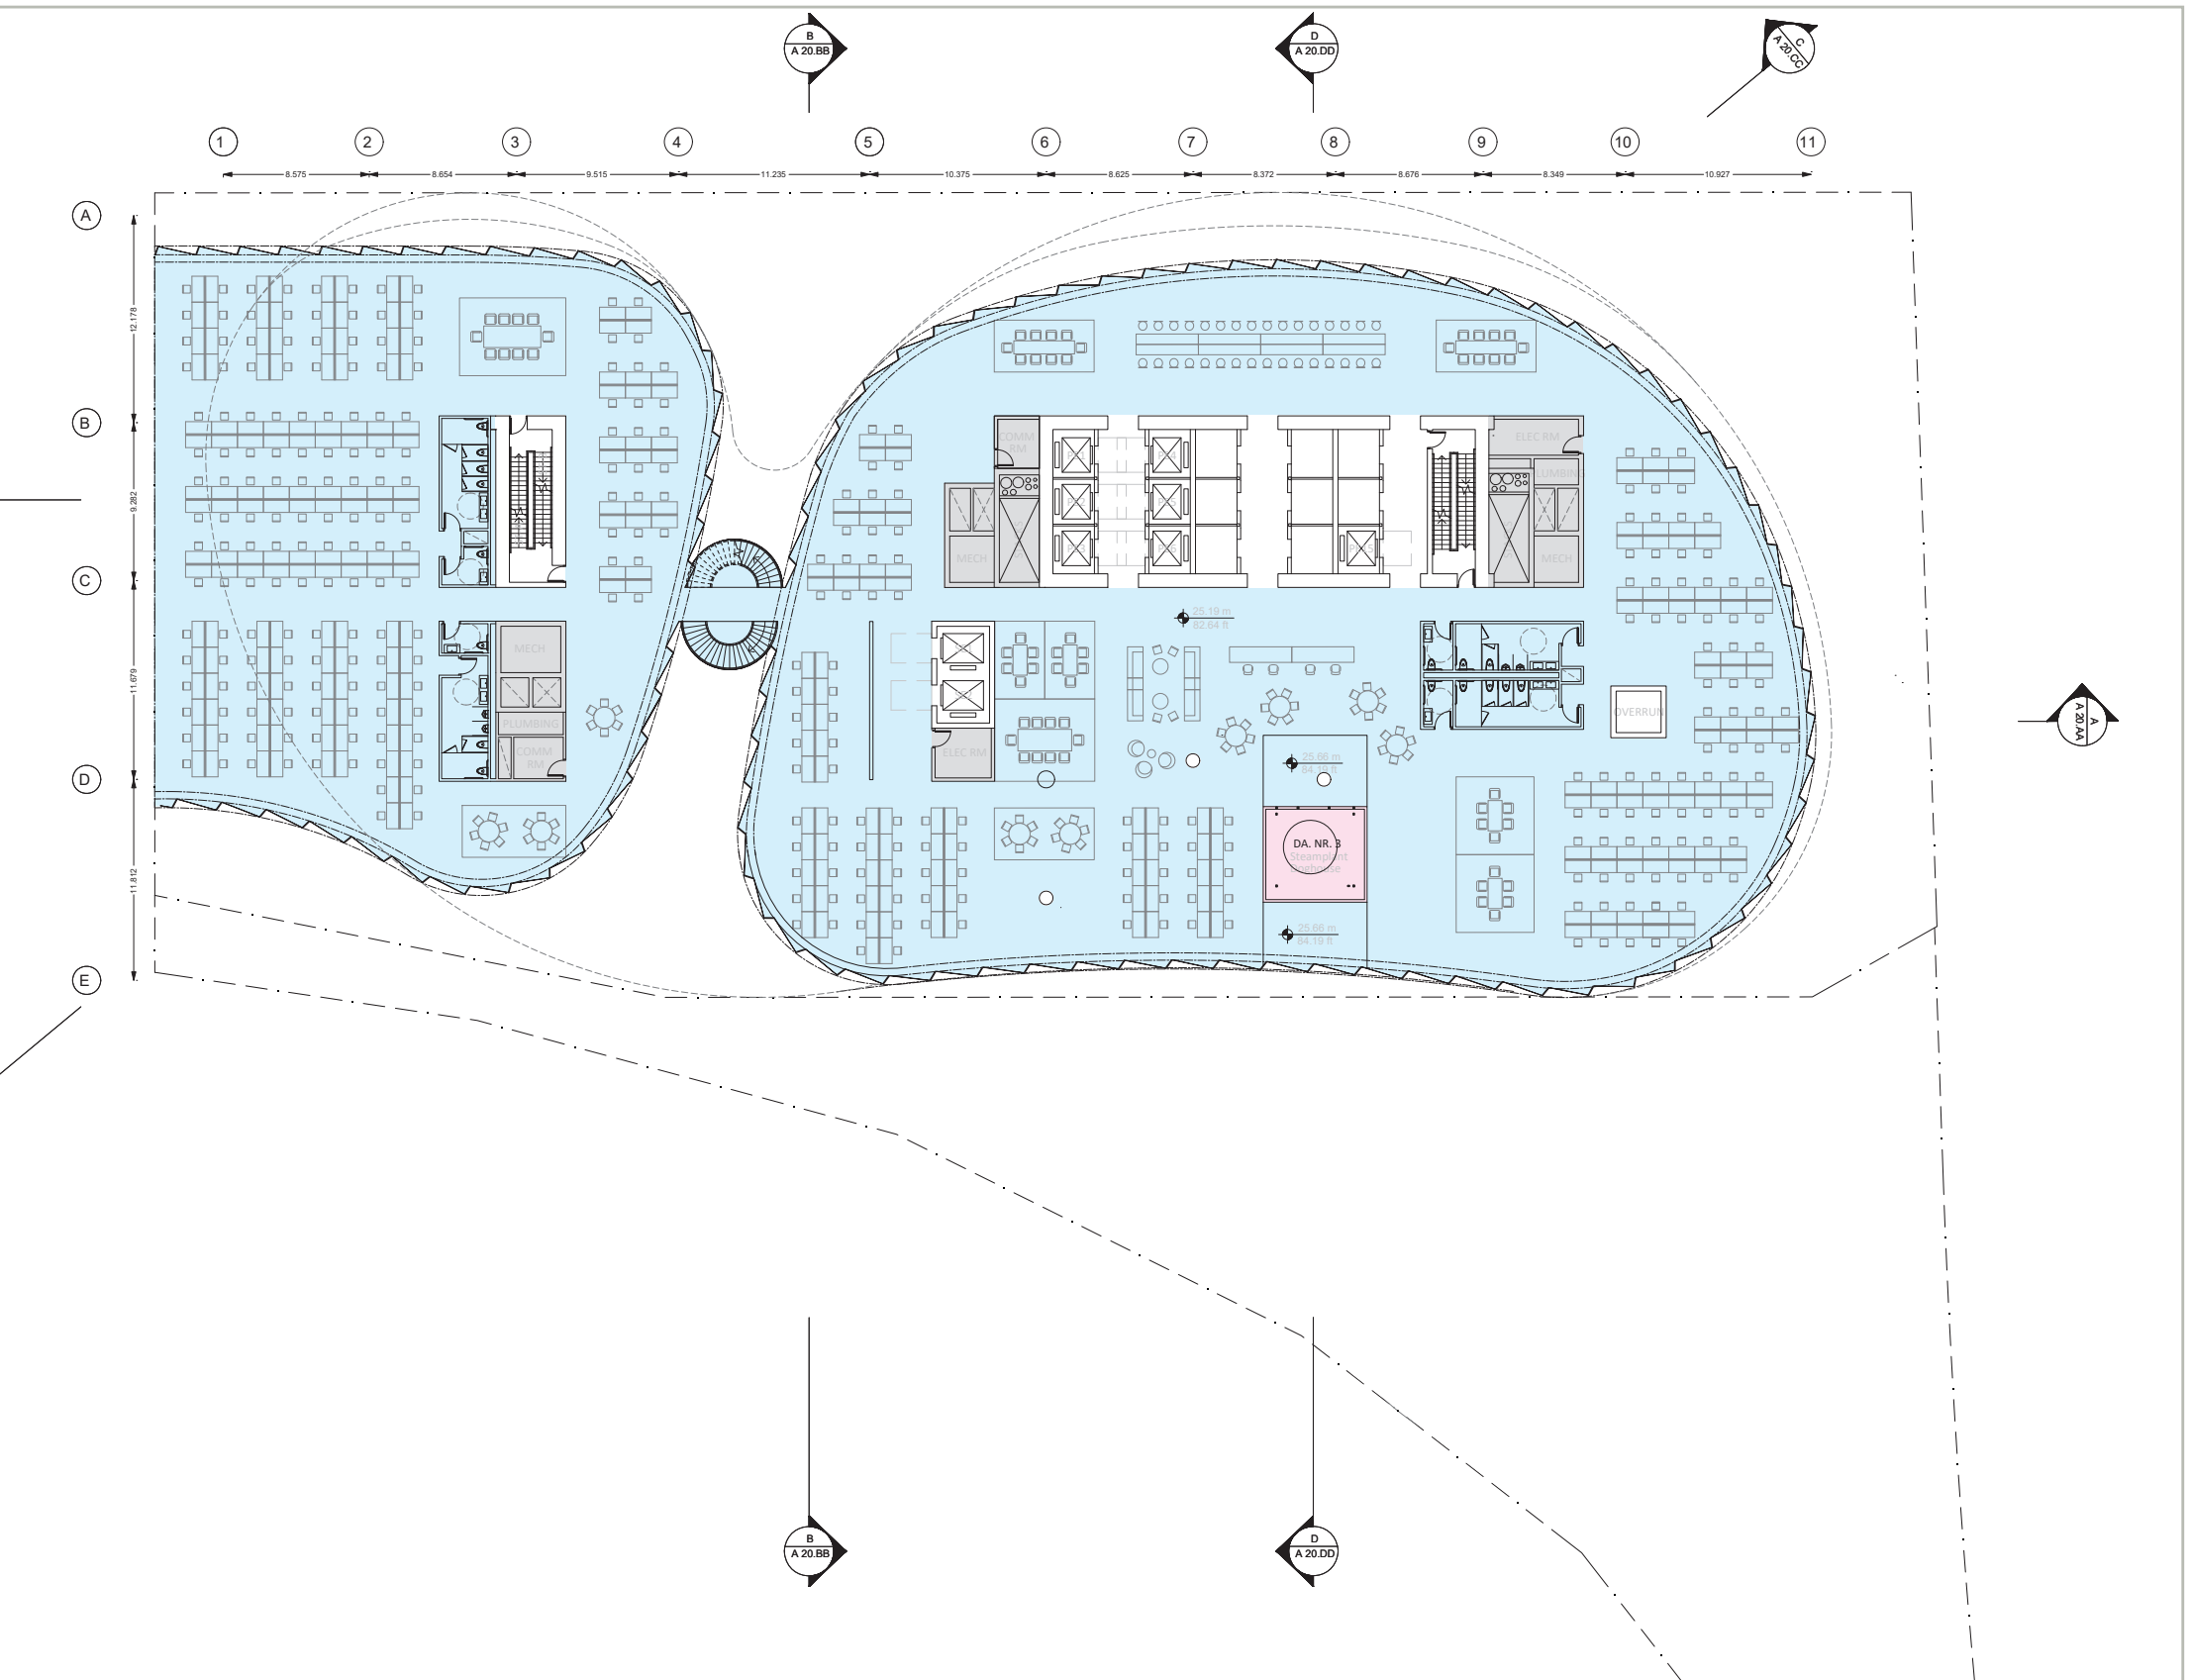 B
A 20.BB
D
A 20.DD
C
A 20.CC
1
2
3
4
5
6
7
8
9
10
11
8.575
8.654
9.515
11.235
10.375
8.625
8.372
8.676
8.349
10.927
A
B
C
D
E
12.178
9.282
11.679
11.812
COMM
RM
ELEC RM
PLUMBING
MECH
MECH
25.19 m
82.64 ft
MECH
PLUMBING
COMM
RM
ELEC RM
OVERRUN
25.66 m
84.19 ft
DA. NR. 3
Steamplant
Doghouse
25.66 m
84.19 ft
A
A 20.AA
B
A 20.BB
D
A 20.DD